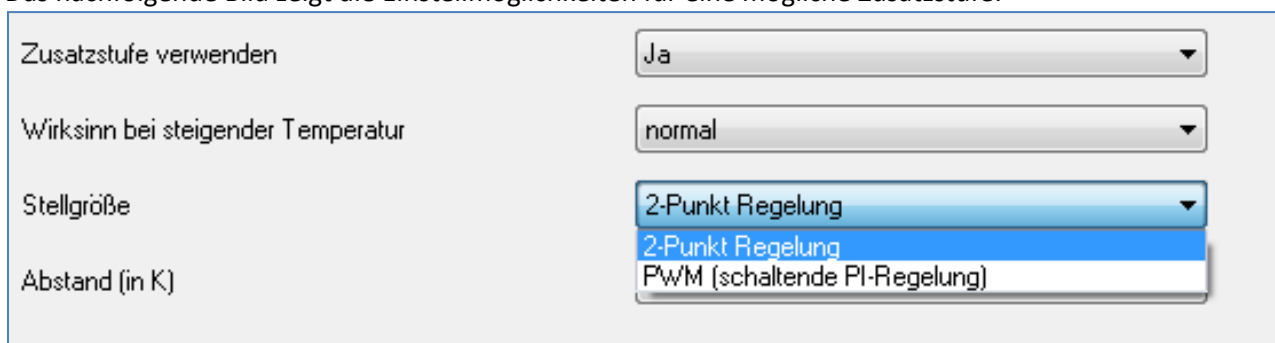 Zusatzstufe verwenden Ja
Wirksinn bei steigender Temperatur normal
Stellgröße 2-Punkt Regelung
2-Punkt Regelung
PWM (schaltende PI-Regelung)
Abstand (in K)